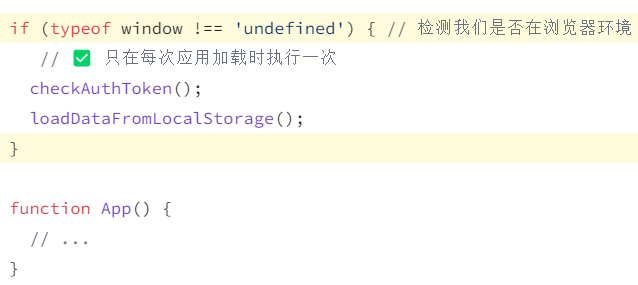 if (typeof window !== 'undefined') { // 检测我们是否在浏览器环境
   // ✅ 只在每次应用加载时执行一次
  checkAuthToken();
  loadDataFromLocalStorage();
}

function App() {
  // ...
}